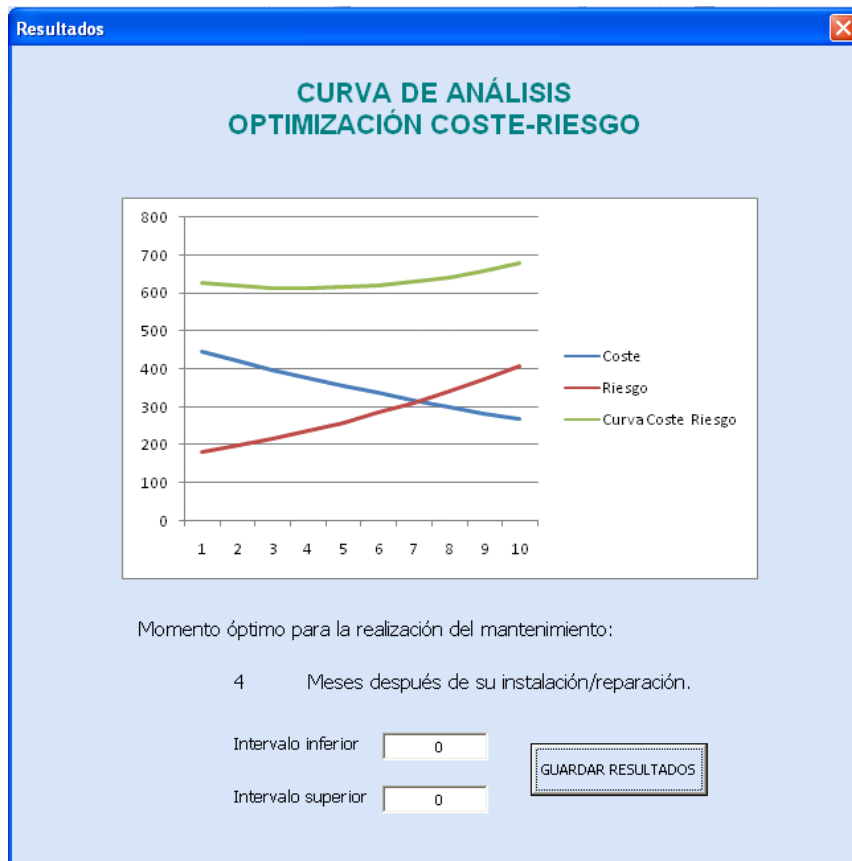 Resultados
CURVA DE ANÁLISIS
OPTIMIZACIÓN COSTE-RIESGO
800
700
600
500
400
300
200
100
0
1 2 3 4 5 6 7 8 9 10
Coste
Riesgo
Curva Coste Riesgo
Momento óptimo para la realización del mantenimiento:
4 Meses después de su instalación/reparación.
Intervalo inferior 0
GUARDAR RESULTADOS
Intervalo superior 0